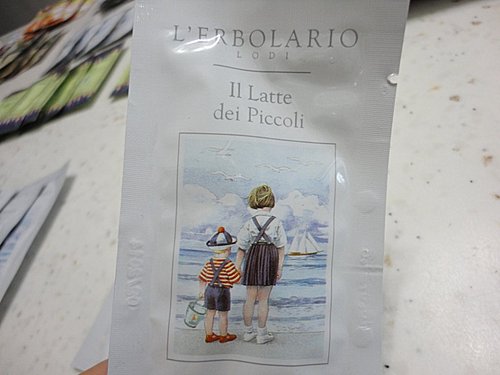 L'ERBOLARIO
LODI
Il Latte
dei Piccoli